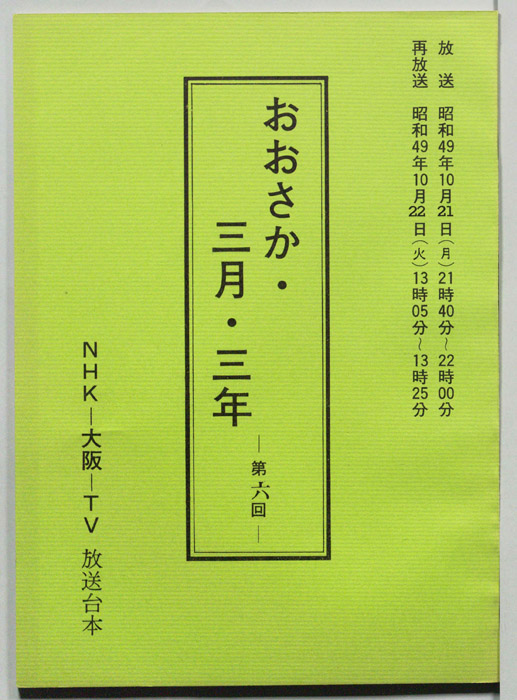 放　送　昭和49年10月21日（月）21時40分～22時00分
再放送　昭和49年10月22日（火）13時05分～13時25分
おおさか・
三月・三年
―第六回―
NHK―大阪―TV 放送台本